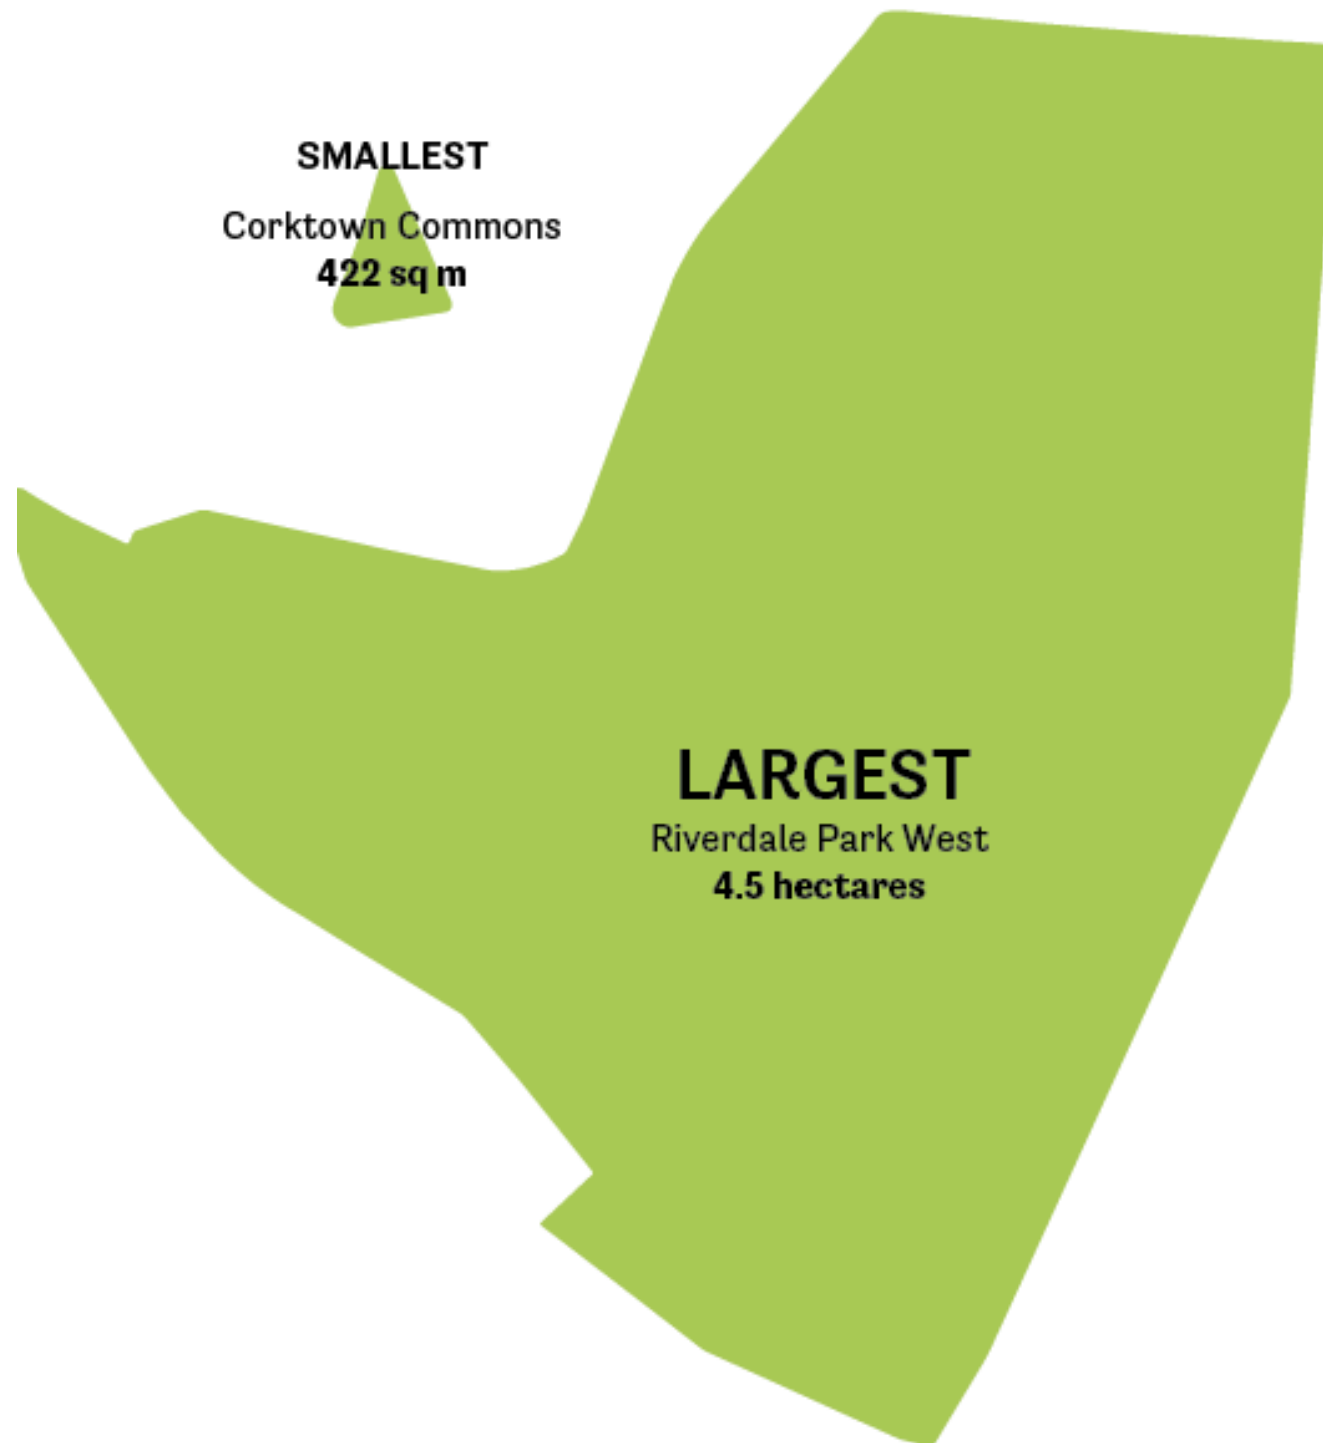 SMALLEST
Corktown Commons
422 sq m
LARGEST
Riverdale Park West
4.5 hectares